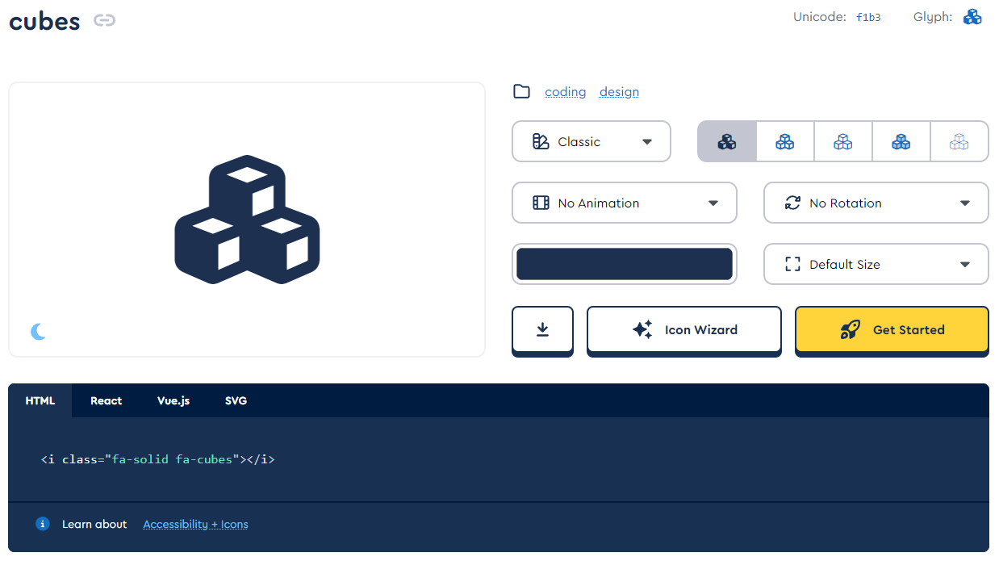 cubes
Unicode: f1b3 Glyph:
coding design
Classic
No Animation
No Rotation
Default Size
Icon Wizard
Get Started
HTML React Vue.js SVG
<i class="fa-solid fa-cubes"></i>
Learn about Accessibility + Icons